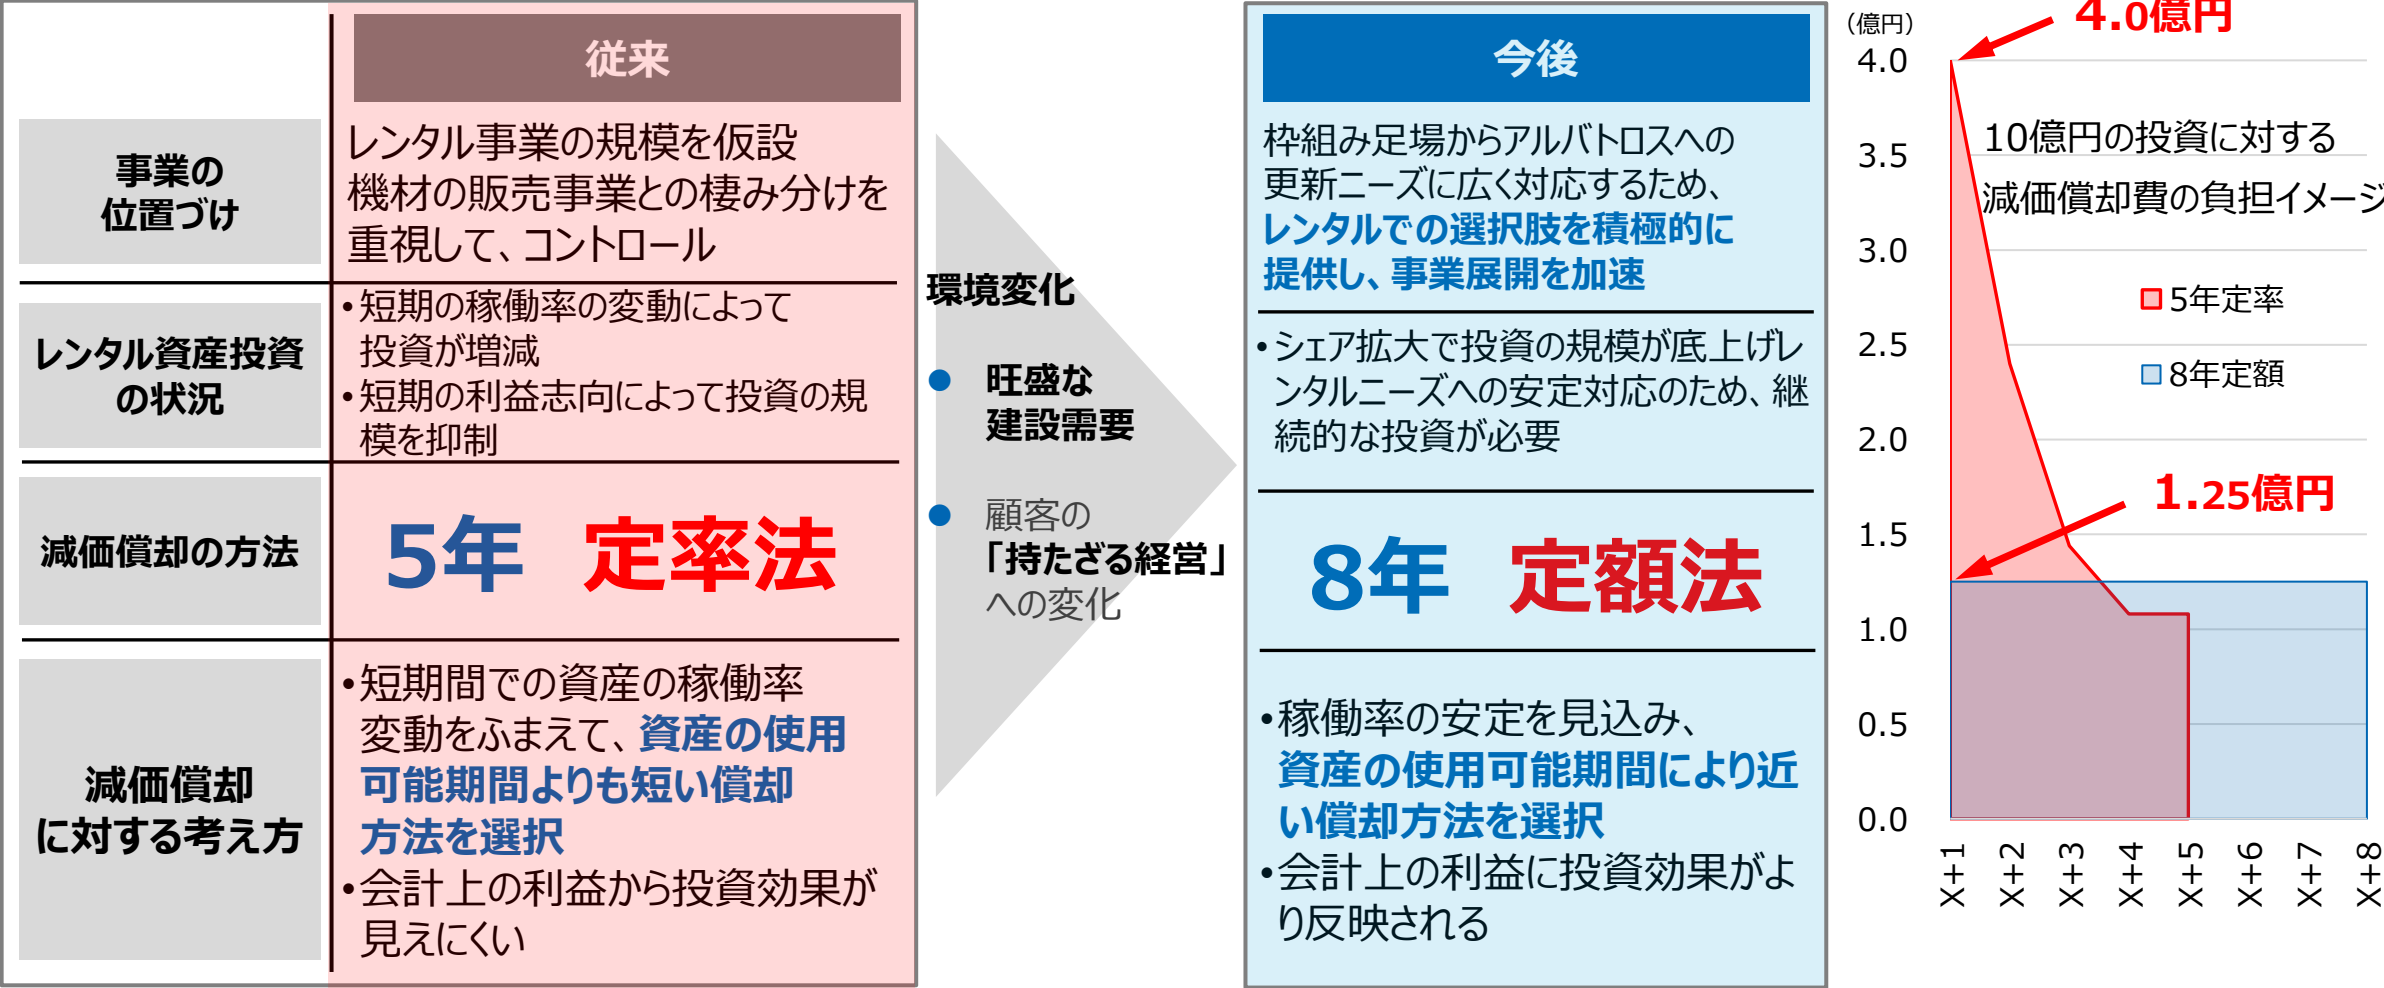 従来
事業の
位置づけ
レンタル事業の規模を仮設
機材の販売事業との棲み分けを
重視して、コントロール
レンタル資産投資
の状況
•短期の稼働率の変動によって
投資が増減
•短期の利益志向によって投資の規
模を抑制
減価償却の方法
5年 定率法
減価償却
に対する考え方
•短期間での資産の稼働率
変動をふまえて、資産の使用
可能期間よりも短い償却
方法を選択
•会計上の利益から投資効果が
見えにくい
環境変化
● 旺盛な
建設需要
● 顧客の
「持たざる経営」
への変化
今後
枠組み足場からアルバトロスへの
更新ニーズに広く対応するため、
レンタルでの選択肢を積極的に
提供し、事業展開を加速
•シェア拡大で投資の規模が底上げレ
ンタルニーズへの安定対応のため、継
続的な投資が必要
8年 定額法
•稼働率の安定を見込み、
資産の使用可能期間により近
い償却方法を選択
•会計上の利益に投資効果がよ
り反映される
（億円）
4.0億円
10億円の投資に対する
減価償却費の負担イメージ
5年定率
8年定額
1.25億円
4.0
3.5
3.0
2.5
2.0
1.5
1.0
0.5
0.0
X+1
X+2
X+3
X+4
X+5
X+6
X+7
X+8